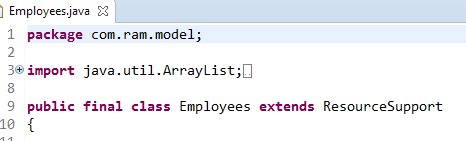 Employees.java
1 package com.ram.model;
2
3 import java.util.ArrayList;
8
9 public final class Employees extends ResourceSupport
10 {